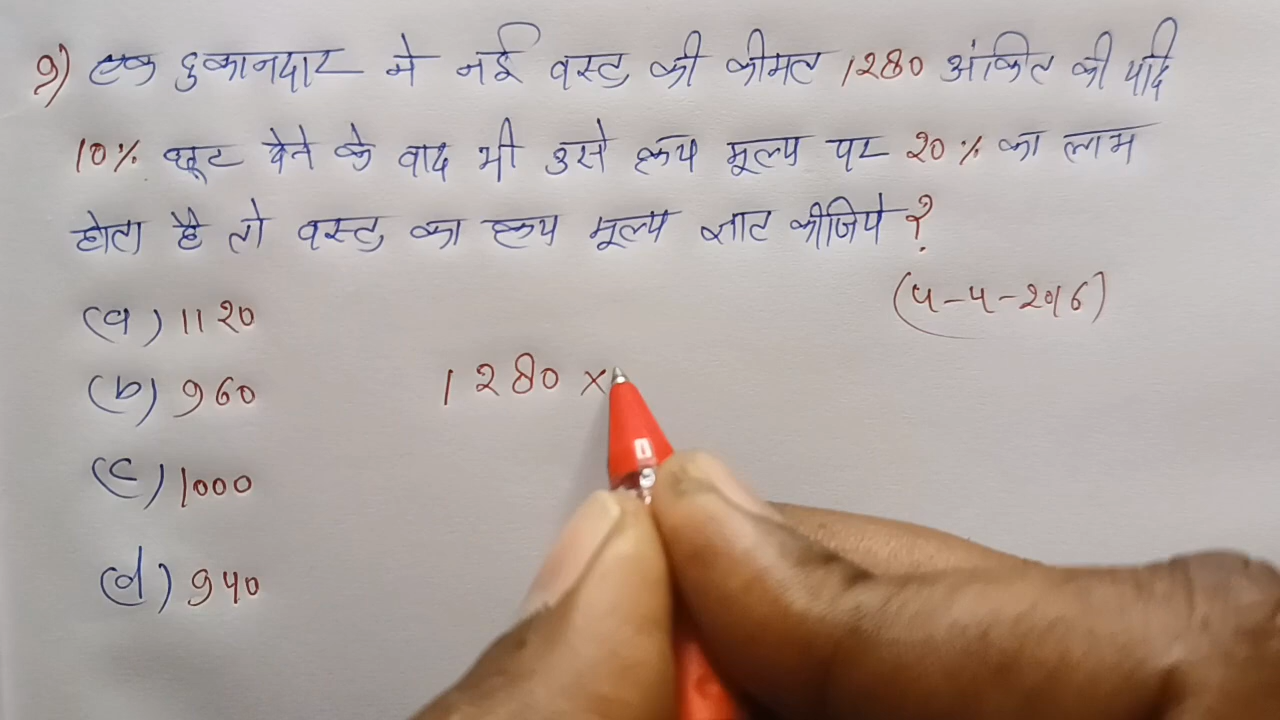 9) एक दुकानदार ने नई वस्तु की कीमत 1280 अंकित की यदि
10% छूट देने के बाद भी उसे क्रय मूल्य पर 20% का लाभ
होता है तो वस्तु का क्रय मूल्य ज्ञात कीजिये ?
(4-4-2016)
(a) 1120
(b) 960
1280 ×
(c) 1000
(d) 940